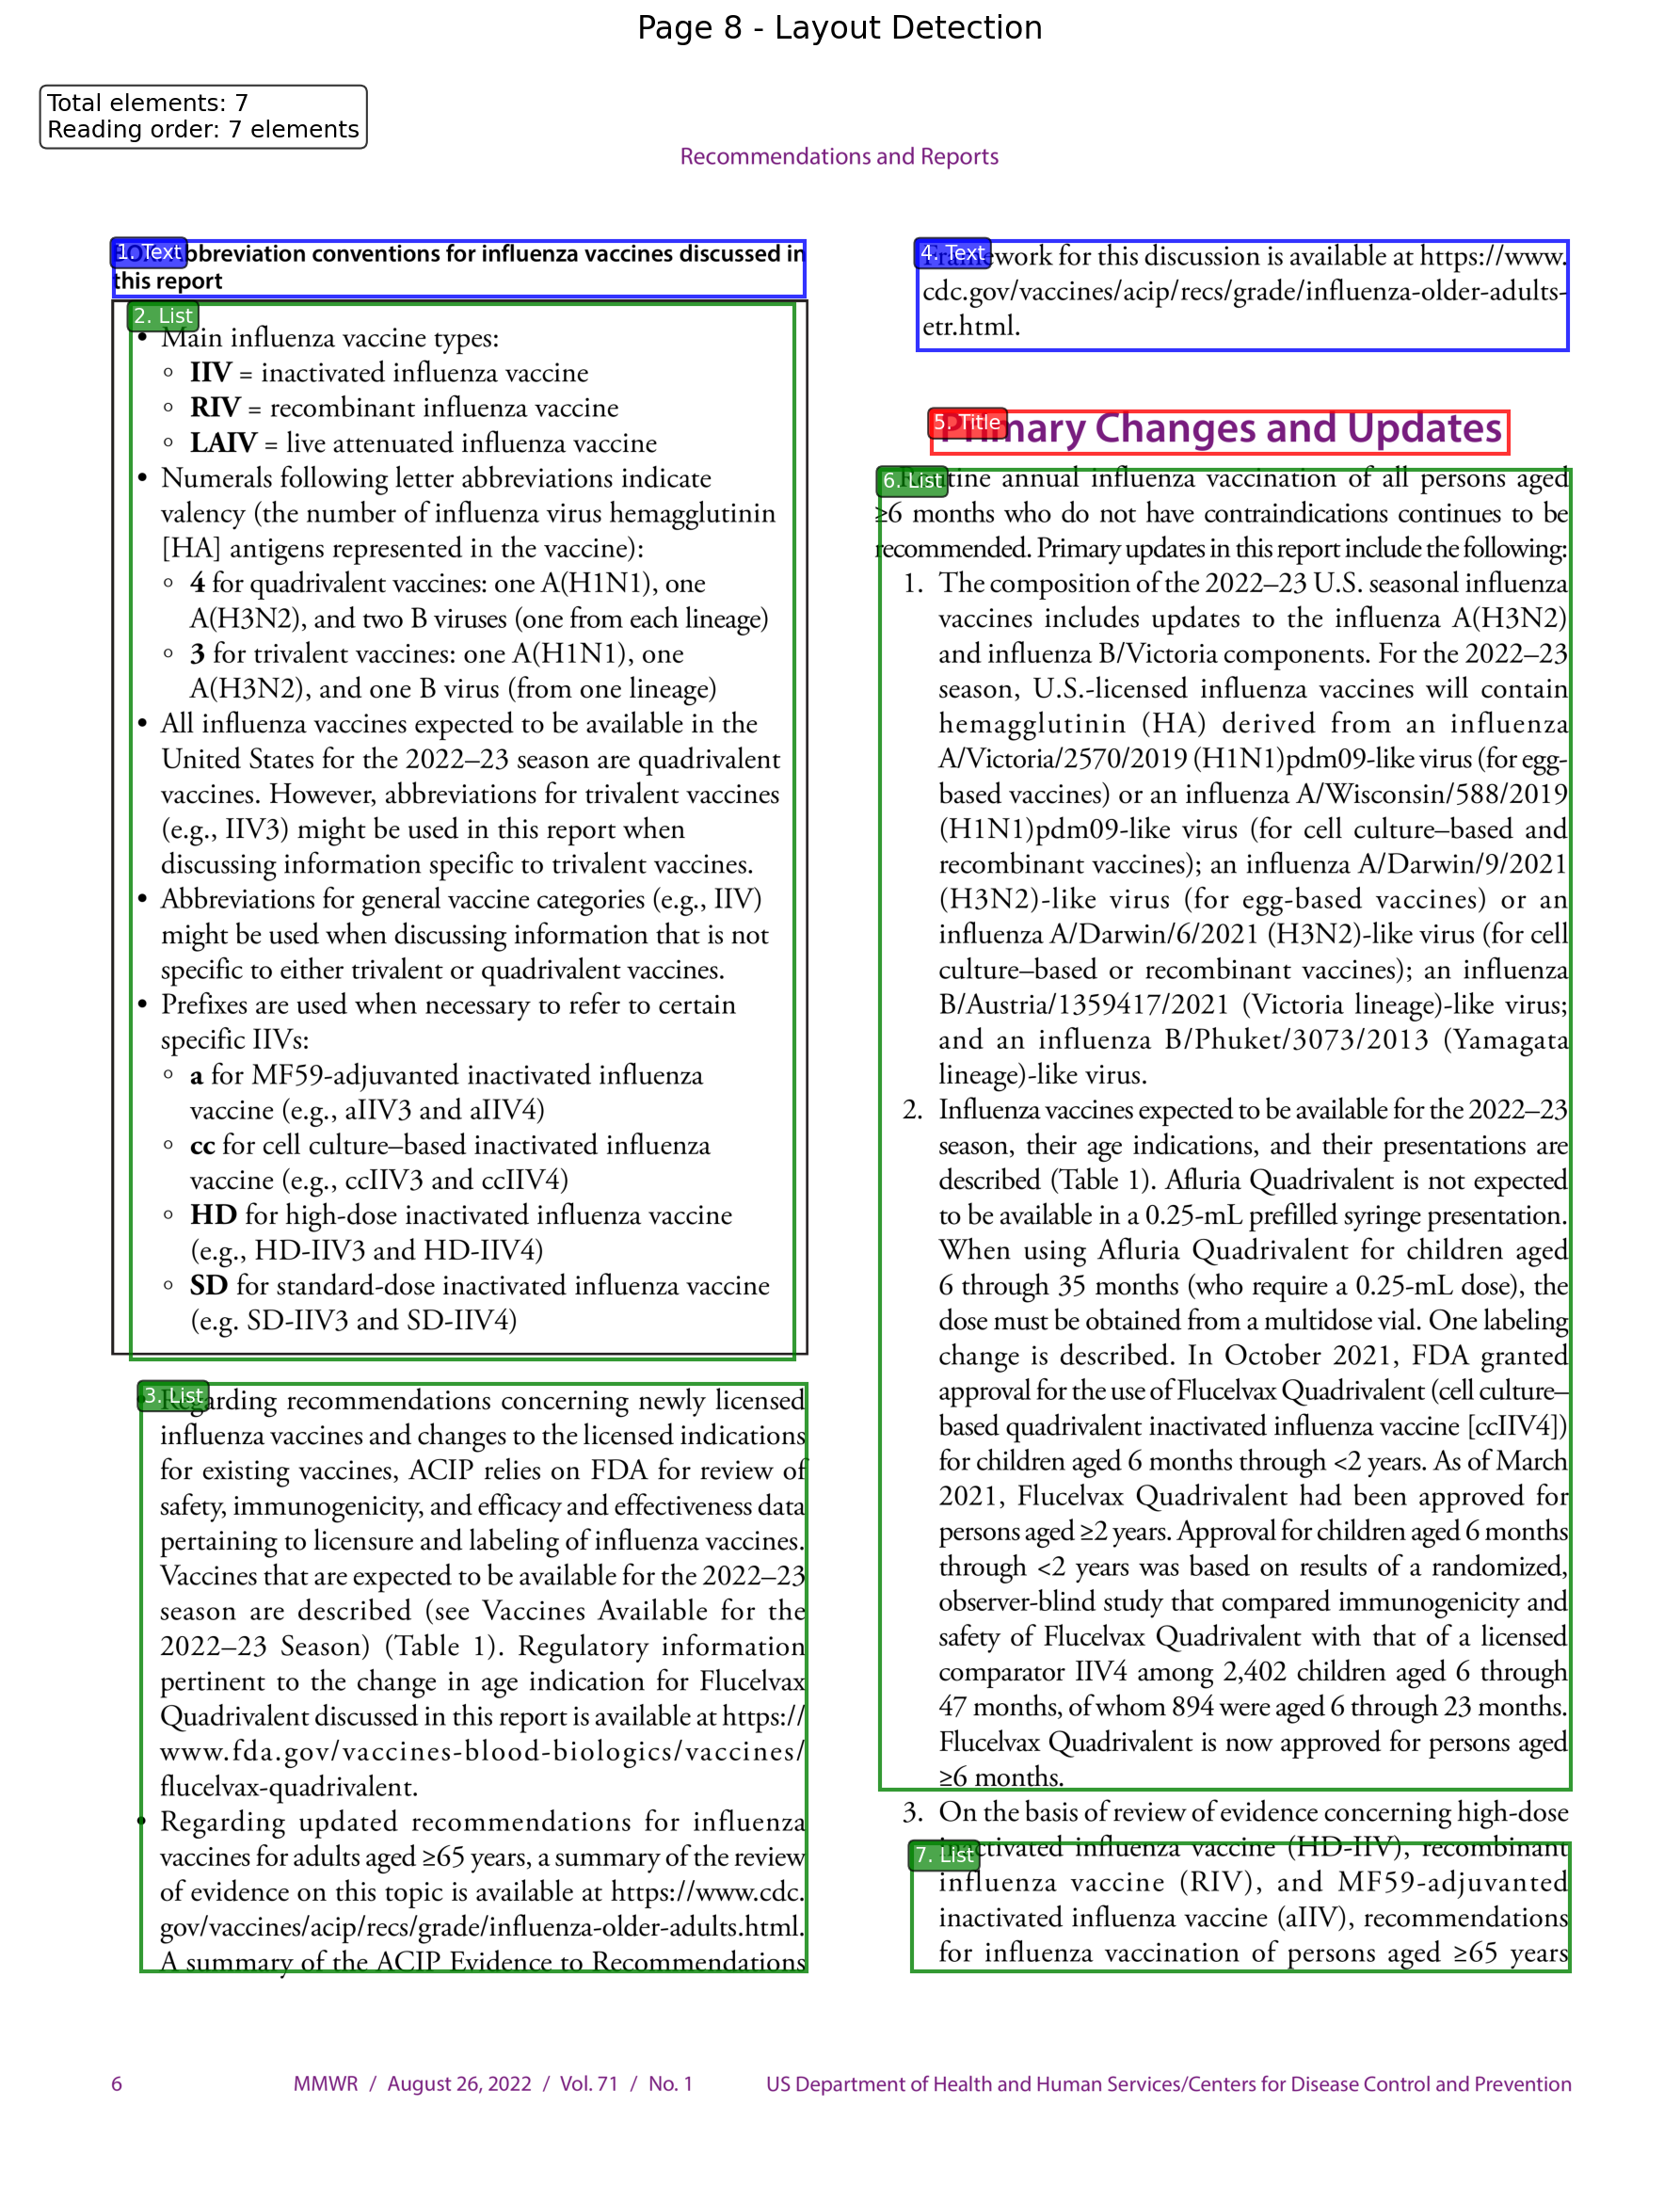 Page 8 - Layout Detection
Total elements: 7
Reading order: 7 elements
Recommendations and Reports
1. Text
bbreviation conventions for influenza vaccines discussed in
this report
2. List
• Main influenza vaccine types:
◦ IIV = inactivated influenza vaccine
◦ RIV = recombinant influenza vaccine
◦ LAIV = live attenuated influenza vaccine
• Numerals following letter abbreviations indicate
valency (the number of influenza virus hemagglutinin
[HA] antigens represented in the vaccine):
◦ 4 for quadrivalent vaccines: one A(H1N1), one
A(H3N2), and two B viruses (one from each lineage)
◦ 3 for trivalent vaccines: one A(H1N1), one
A(H3N2), and one B virus (from one lineage)
• All influenza vaccines expected to be available in the
United States for the 2022–23 season are quadrivalent
vaccines. However, abbreviations for trivalent vaccines
(e.g., IIV3) might be used in this report when
discussing information specific to trivalent vaccines.
• Abbreviations for general vaccine categories (e.g., IIV)
might be used when discussing information that is not
specific to either trivalent or quadrivalent vaccines.
• Prefixes are used when necessary to refer to certain
specific IIVs:
◦ a for MF59-adjuvanted inactivated influenza
vaccine (e.g., aIIV3 and aIIV4)
◦ cc for cell culture–based inactivated influenza
vaccine (e.g., ccIIV3 and ccIIV4)
◦ HD for high-dose inactivated influenza vaccine
(e.g., HD-IIV3 and HD-IIV4)
◦ SD for standard-dose inactivated influenza vaccine
(e.g. SD-IIV3 and SD-IIV4)
3. List
Regarding recommendations concerning newly licensed
influenza vaccines and changes to the licensed indications
for existing vaccines, ACIP relies on FDA for review of
safety, immunogenicity, and efficacy and effectiveness data
pertaining to licensure and labeling of influenza vaccines.
Vaccines that are expected to be available for the 2022–23
season are described (see Vaccines Available for the
2022–23 Season) (Table 1). Regulatory information
pertinent to the change in age indication for Flucelvax
Quadrivalent discussed in this report is available at https://
www.fda.gov/vaccines-blood-biologics/vaccines/
flucelvax-quadrivalent.
• Regarding updated recommendations for influenza
vaccines for adults aged ≥65 years, a summary of the review
of evidence on this topic is available at https://www.cdc.
gov/vaccines/acip/recs/grade/influenza-older-adults.html.
A summary of the ACIP Evidence to Recommendations
4. Text
Framework for this discussion is available at https://www.
cdc.gov/vaccines/acip/recs/grade/influenza-older-adults-
etr.html.
5. Title
Primary Changes and Updates
6. List
Routine annual influenza vaccination of all persons aged
≥6 months who do not have contraindications continues to be
recommended. Primary updates in this report include the following:
1. The composition of the 2022–23 U.S. seasonal influenza
vaccines includes updates to the influenza A(H3N2)
and influenza B/Victoria components. For the 2022–23
season, U.S.-licensed influenza vaccines will contain
hemagglutinin (HA) derived from an influenza
A/Victoria/2570/2019 (H1N1)pdm09-like virus (for egg-
based vaccines) or an influenza A/Wisconsin/588/2019
(H1N1)pdm09-like virus (for cell culture–based and
recombinant vaccines); an influenza A/Darwin/9/2021
(H3N2)-like virus (for egg-based vaccines) or an
influenza A/Darwin/6/2021 (H3N2)-like virus (for cell
culture–based or recombinant vaccines); an influenza
B/Austria/1359417/2021 (Victoria lineage)-like virus;
and an influenza B/Phuket/3073/2013 (Yamagata
lineage)-like virus.
2. Influenza vaccines expected to be available for the 2022–23
season, their age indications, and their presentations are
described (Table 1). Afluria Quadrivalent is not expected
to be available in a 0.25-mL prefilled syringe presentation.
When using Afluria Quadrivalent for children aged
6 through 35 months (who require a 0.25-mL dose), the
dose must be obtained from a multidose vial. One labeling
change is described. In October 2021, FDA granted
approval for the use of Flucelvax Quadrivalent (cell culture–
based quadrivalent inactivated influenza vaccine [ccIIV4])
for children aged 6 months through <2 years. As of March
2021, Flucelvax Quadrivalent had been approved for
persons aged ≥2 years. Approval for children aged 6 months
through <2 years was based on results of a randomized,
observer-blind study that compared immunogenicity and
safety of Flucelvax Quadrivalent with that of a licensed
comparator IIV4 among 2,402 children aged 6 through
47 months, of whom 894 were aged 6 through 23 months.
Flucelvax Quadrivalent is now approved for persons aged
≥6 months.
3. On the basis of review of evidence concerning high-dose
7. List
inactivated influenza vaccine (HD-IIV), recombinant
influenza vaccine (RIV), and MF59-adjuvanted
inactivated influenza vaccine (aIIV), recommendations
for influenza vaccination of persons aged ≥65 years
6
MMWR / August 26, 2022 / Vol. 71 / No. 1
US Department of Health and Human Services/Centers for Disease Control and Prevention